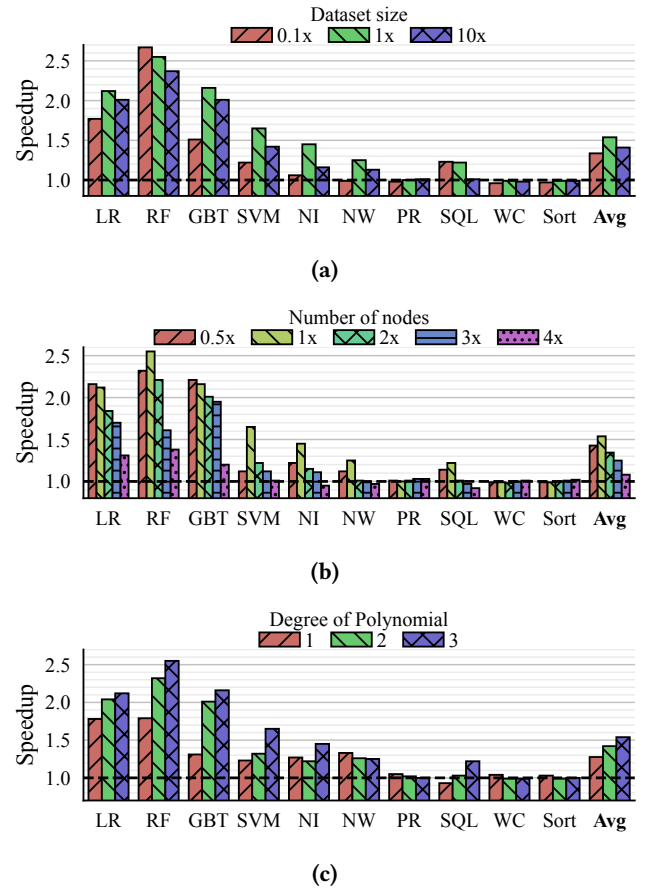 Dataset size
0.1x 1x 10x
Speedup
2.5
2.0
1.5
1.0
LR RF GBT SVM NI NW PR SQL WC Sort Avg
(a)
Number of nodes
0.5x 1x 2x 3x 4x
Speedup
2.5
2.0
1.5
1.0
LR RF GBT SVM NI NW PR SQL WC Sort Avg
(b)
Degree of Polynomial
1 2 3
Speedup
2.5
2.0
1.5
1.0
LR RF GBT SVM NI NW PR SQL WC Sort Avg
(c)